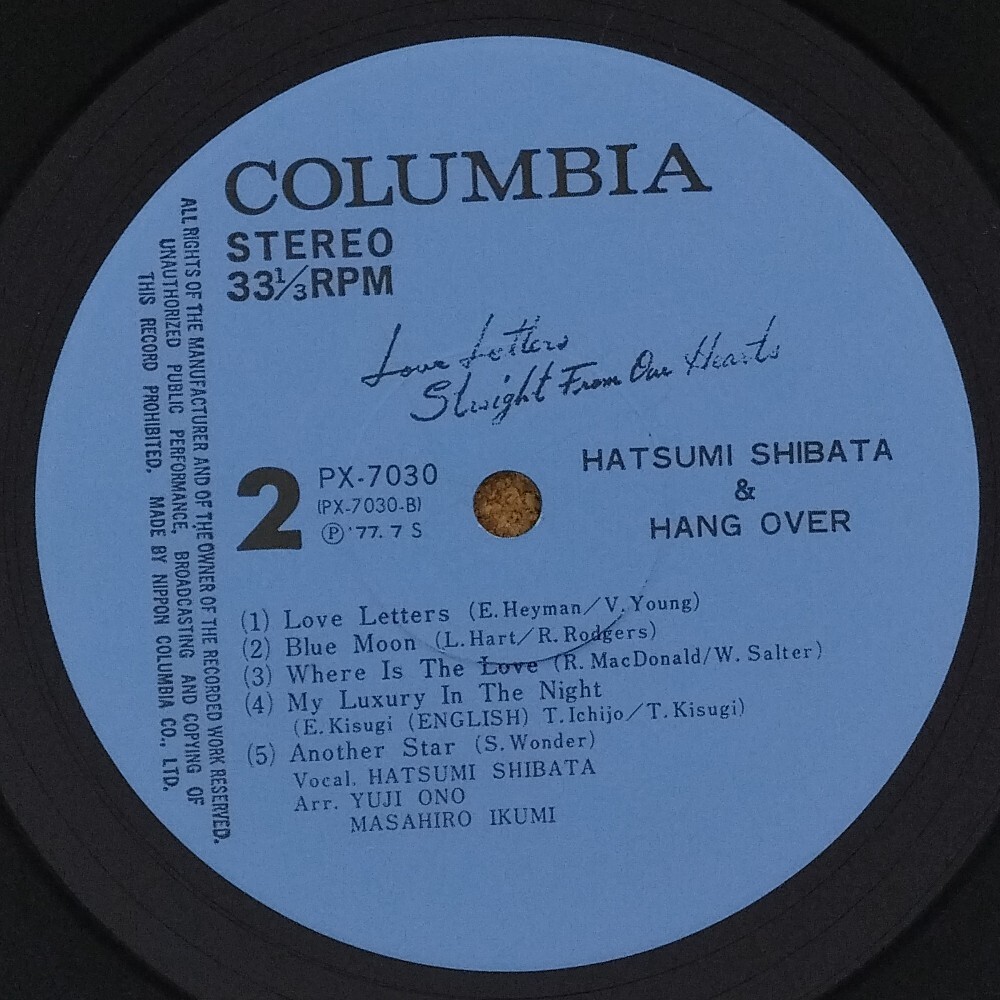 COLUMBIA
STEREO
33⅓RPM
Love Letters
Straight From Our Hearts
HATSUMI SHIBATA
&
HANG OVER
2
PX-7030
(PX-7030-B)
Ⓟ'77. 7 S
(1) Love Letters (E. Heyman/V. Young)
(2) Blue Moon (L. Hart/R. Rodgers)
(3) Where Is The Love (R. MacDonald/W. Salter)
(4) My Luxury In The Night
(E. Kisugi (ENGLISH) T. Ichijo/T. Kisugi)
(5) Another Star (S. Wonder)
Vocal. HATSUMI SHIBATA
Arr. YUJI ONO
MASAHIRO IKUMI
ALL RIGHTS OF THE MANUFACTURER AND OF THE OWNER OF THE RECORDED WORK RESERVED.
UNAUTHORIZED PUBLIC PERFORMANCE, BROADCASTING AND COPYING OF
THIS RECORD PROHIBITED. MADE BY NIPPON COLUMBIA CO., LTD.